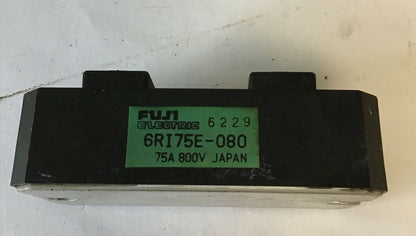 FUJI
ELECTRIC 6229
6RI75E-080
75A 800V JAPAN